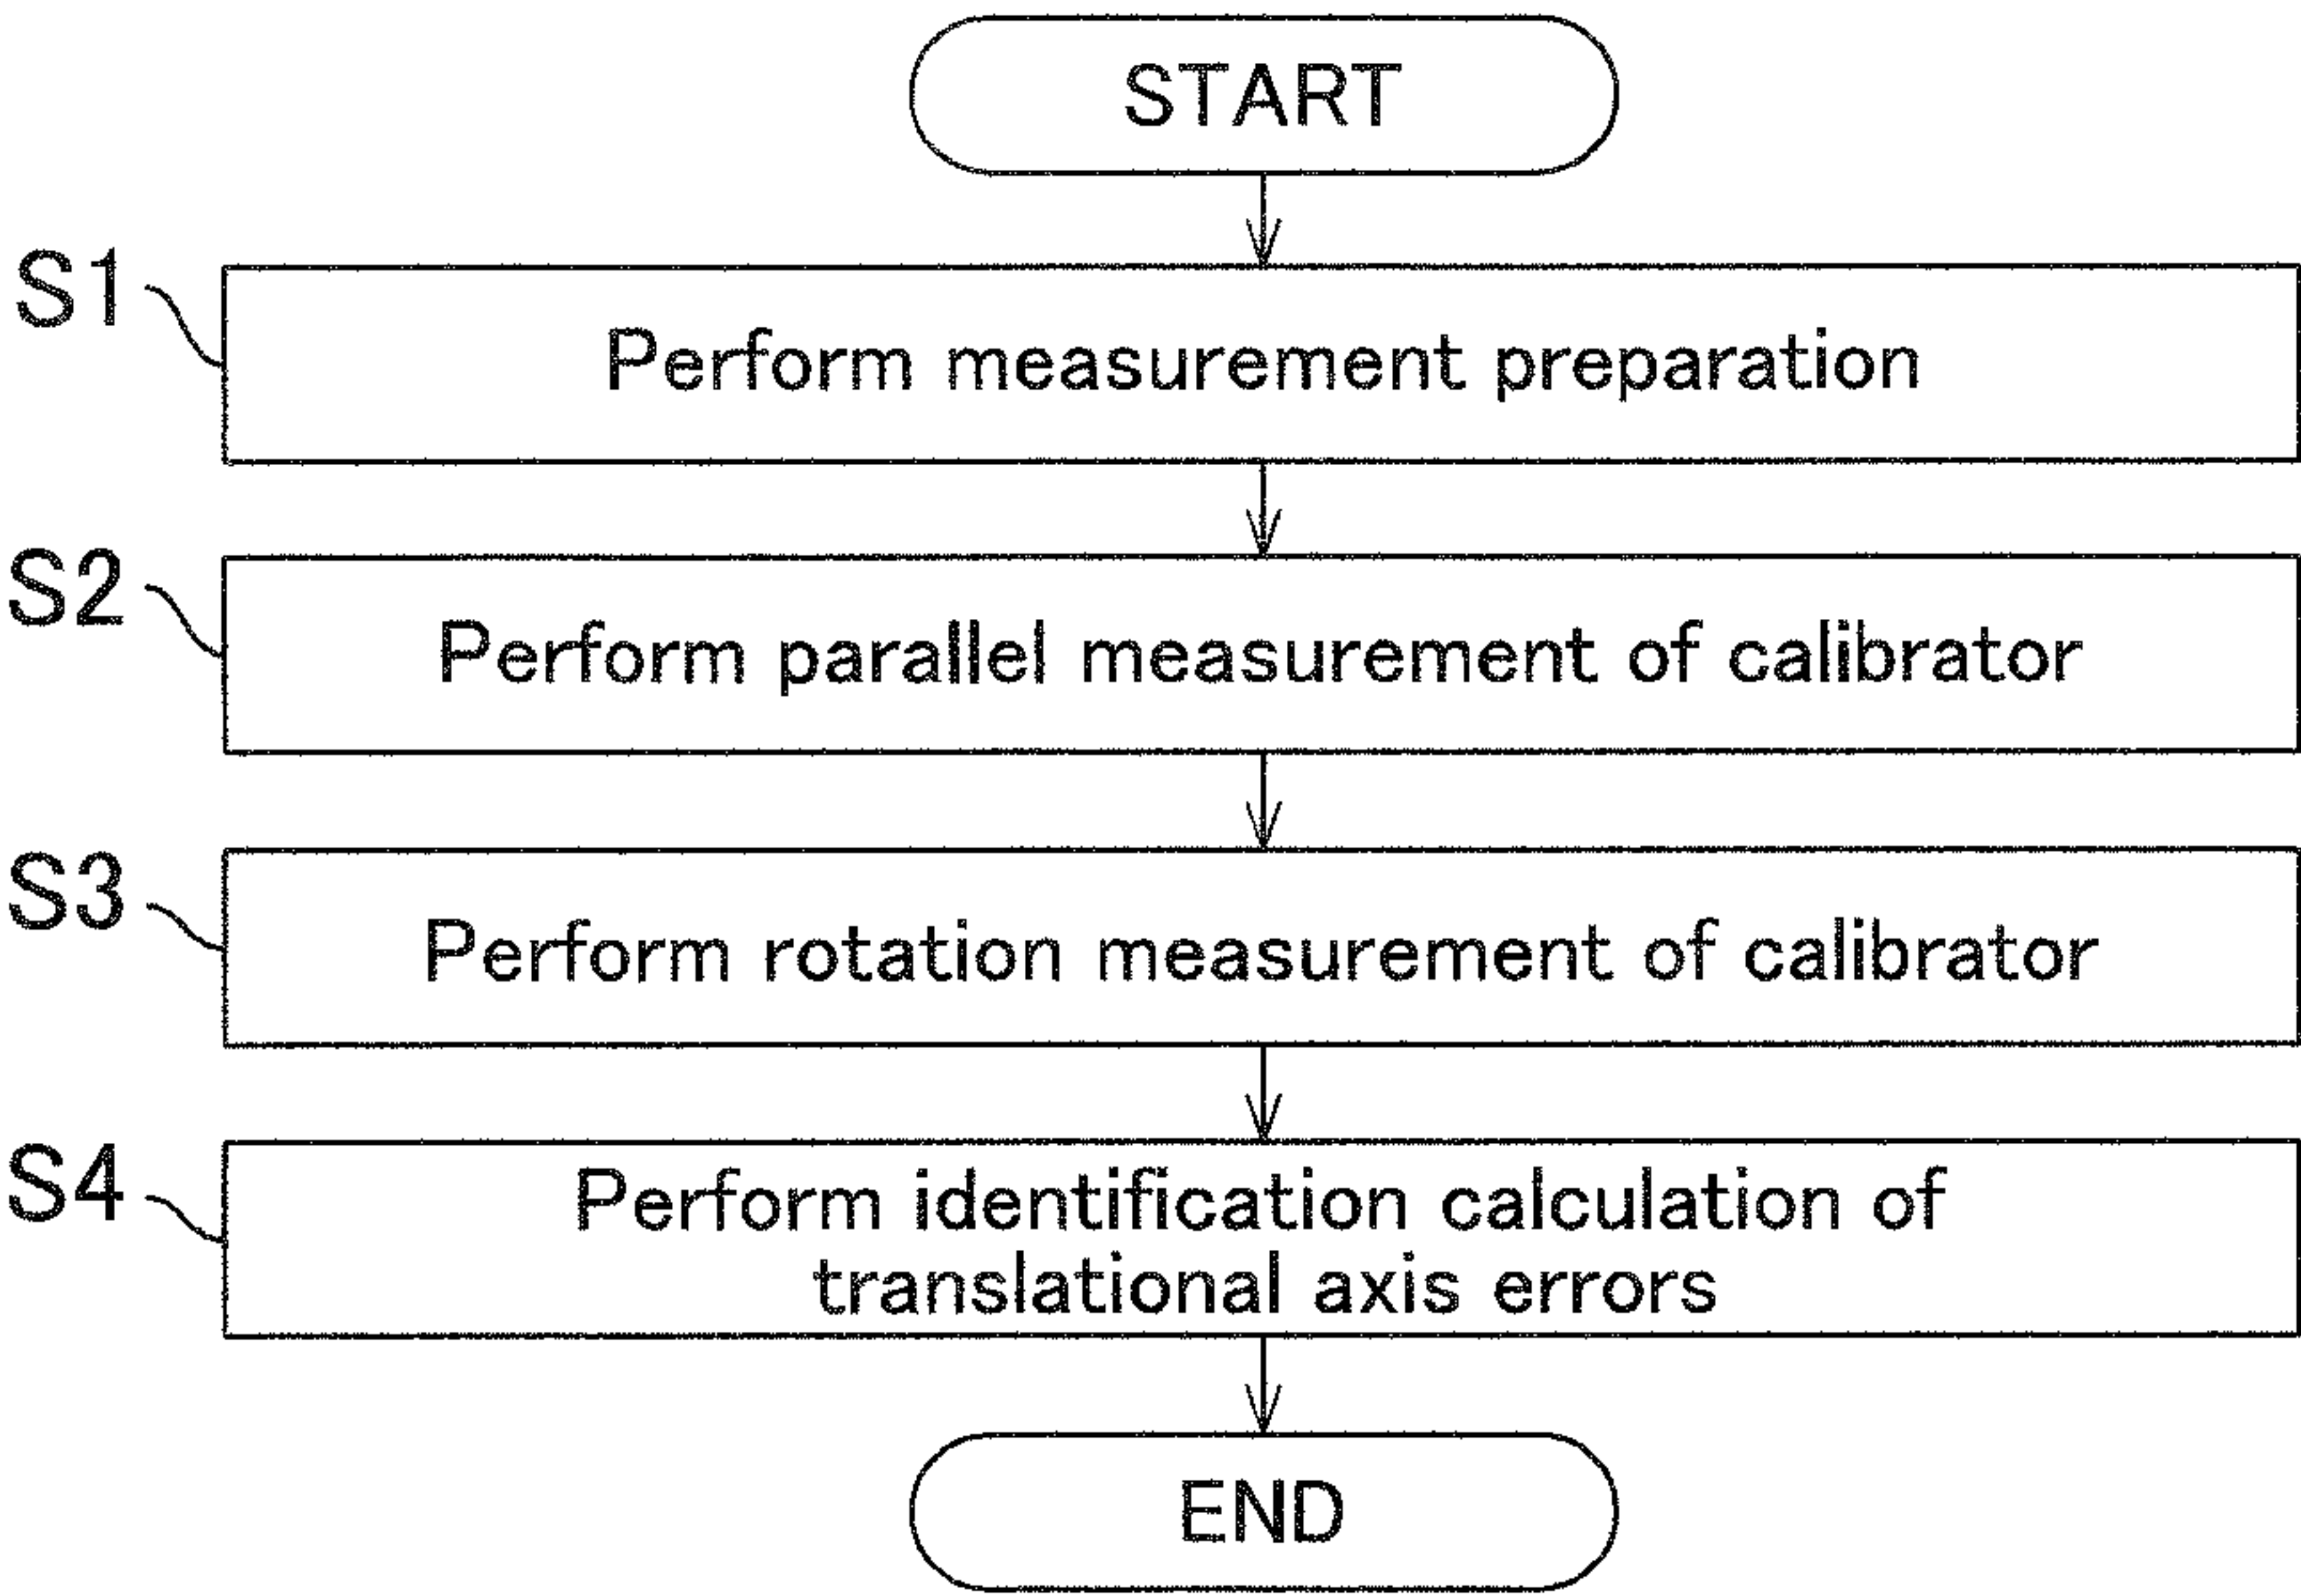 START
S1
Perform measurement preparation
S2
Perform parallel measurement of calibrator
S3
Perform rotation measurement of calibrator
S4
Perform identification calculation of
translational axis errors
END